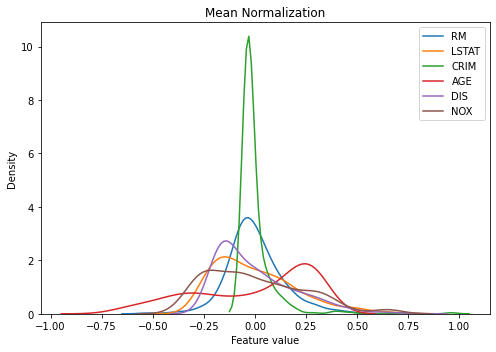 Mean Normalization
RM
LSTAT
CRIM
AGE
DIS
NOX
Density
10
8
6
4
2
0
−1.00
−0.75
−0.50
−0.25
0.00
0.25
0.50
0.75
1.00
Feature value